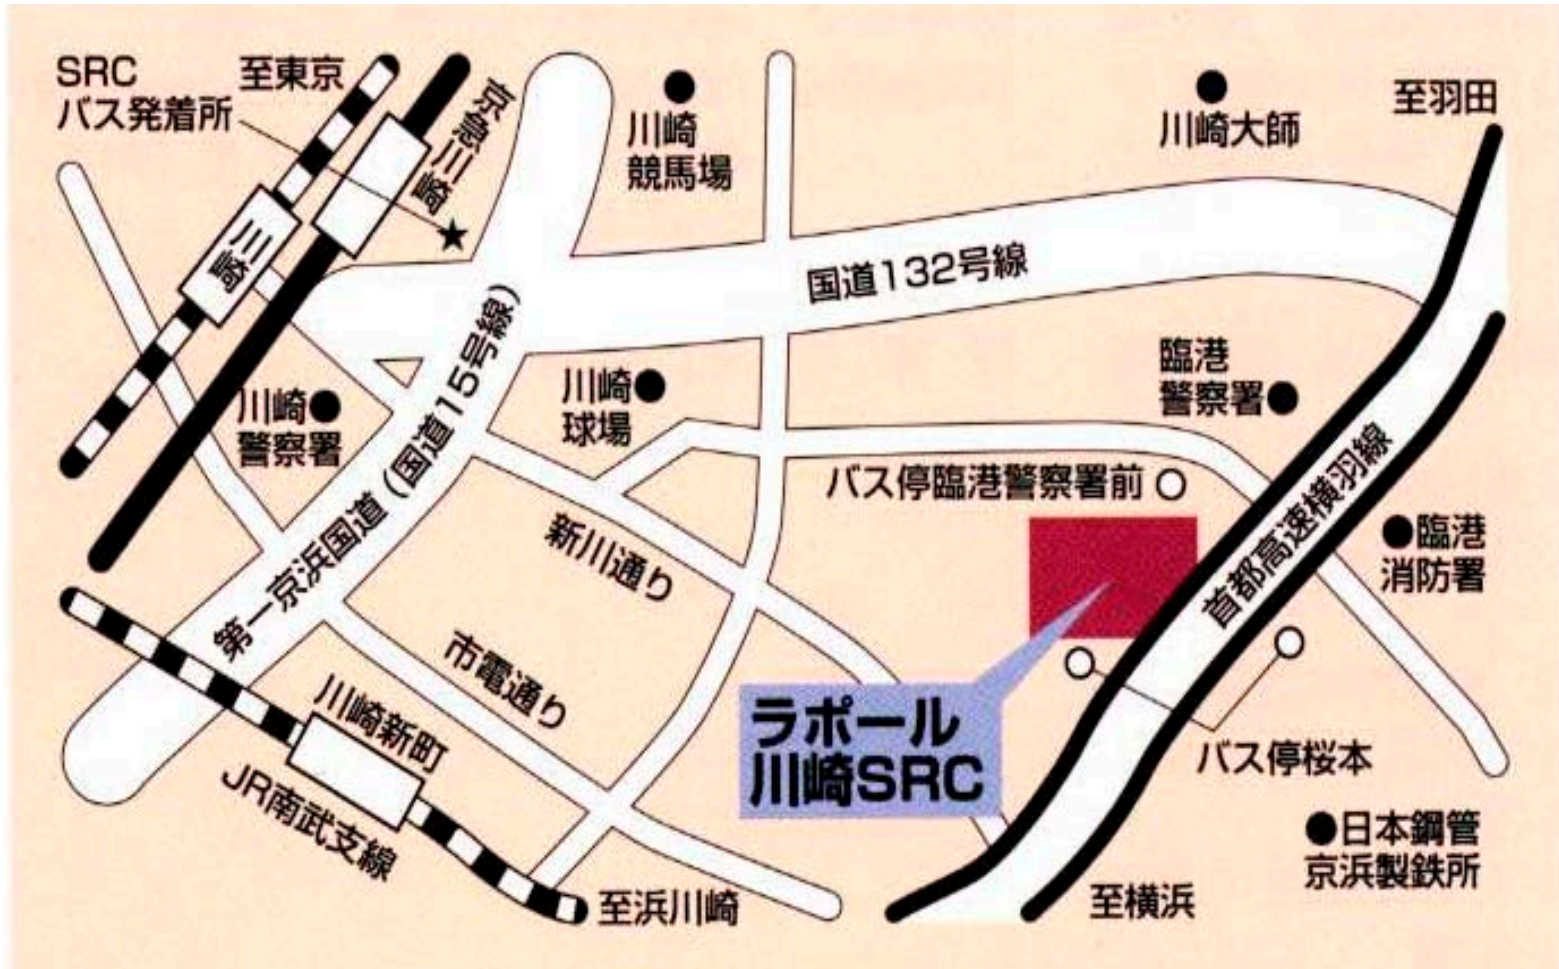 SRC
バス発着所
至東京
京急川崎
川崎
競馬場
川崎大師
至羽田
川崎
国道132号線
第一京浜国道(国道15号線)
川崎
警察署
川崎
球場
臨港
警察署
バス停臨港警察署前
新川通り
首都高速横羽線
臨港
消防署
市電通り
川崎新町
JR南武支線
ラポール
川崎SRC
バス停桜本
日本鋼管
京浜製鉄所
至浜川崎
至横浜